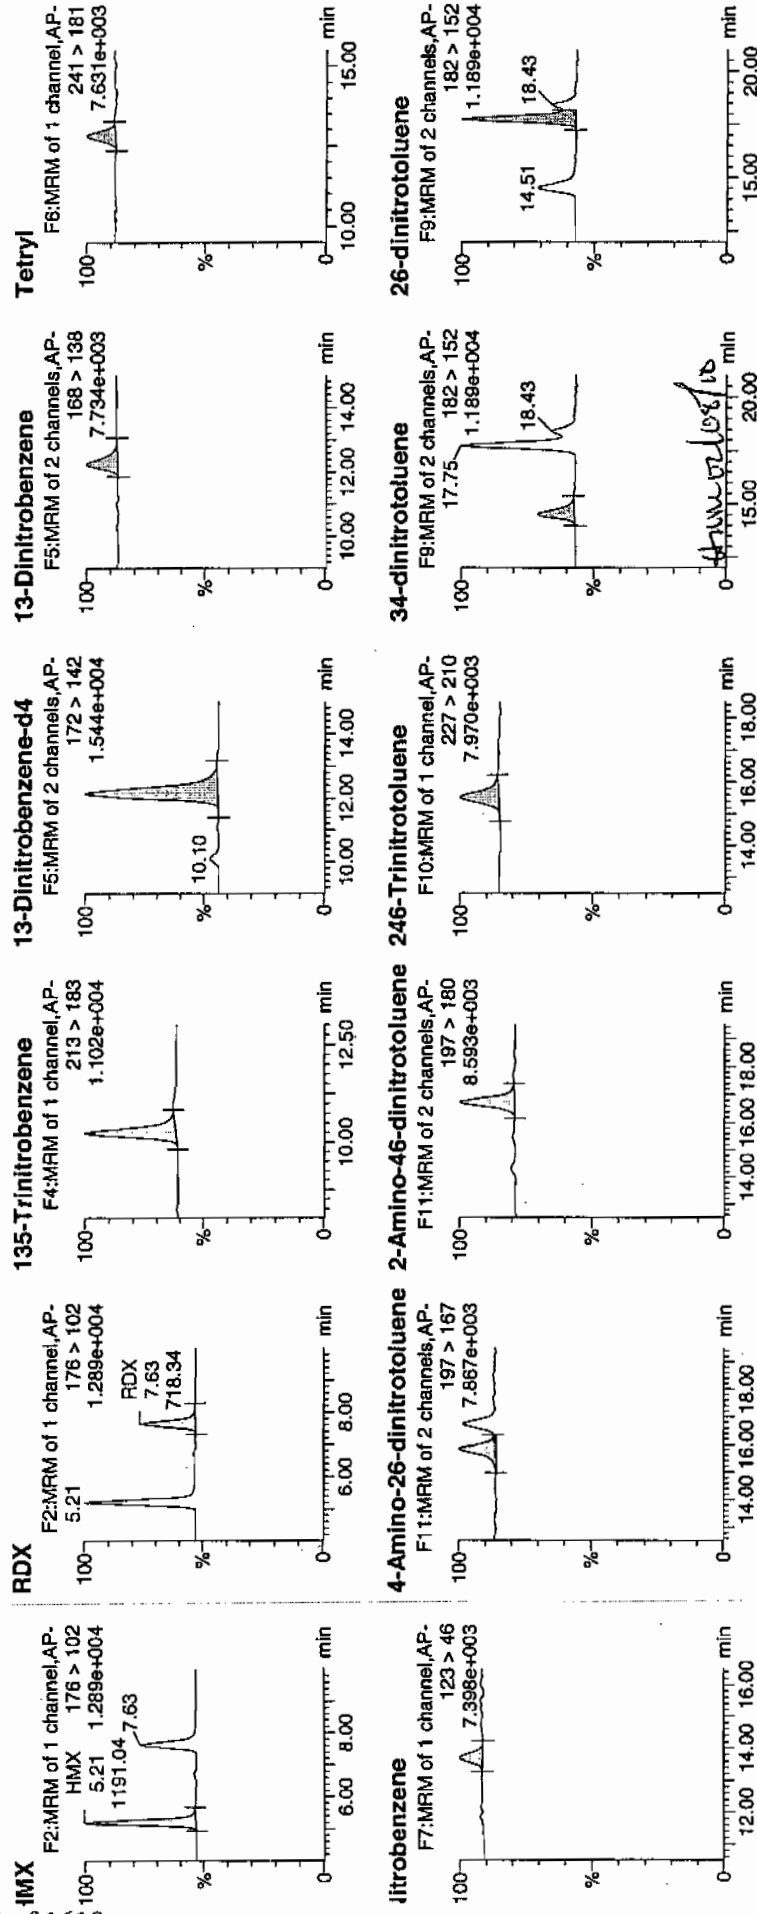 HMX
F2:MRM of 1 channel,AP-
HMX 176 > 102
5.21 1.289e+004
1191.04
7.63
100
%
0
6.00 8.00 min
RDX
F2:MRM of 1 channel,AP-
5.21 176 > 102
1.289e+004
RDX
7.63
718.34
100
%
0
6.00 8.00 min
135-Trinitrobenzene
F4:MRM of 1 channel,AP-
213 > 183
1.102e+004
100
%
0
10.00 12.50 min
13-Dinitrobenzene-d4
F5:MRM of 2 channels,AP-
172 > 142
1.544e+004
10.10
100
%
0
10.00 12.00 14.00 min
13-Dinitrobenzene
F5:MRM of 2 channels,AP-
168 > 138
7.734e+003
100
%
0
10.00 12.00 14.00 min
Tetryl
F6:MRM of 1 channel,AP-
241 > 181
7.631e+003
100
%
0
10.00 15.00 min
litrobenzene
F7:MRM of 1 channel,AP-
123 > 46
7.398e+003
100
%
0
12.00 14.00 16.00 min
4-Amino-26-dinitrotoluene
F11:MRM of 2 channels,AP-
197 > 167
7.867e+003
100
%
0
14.00 16.00 18.00 min
2-Amino-46-dinitrotoluene
F11:MRM of 2 channels,AP-
197 > 180
8.593e+003
100
%
0
14.00 16.00 18.00 min
246-Trinitrotoluene
F10:MRM of 1 channel,AP-
227 > 210
7.970e+003
100
%
0
14.00 16.00 18.00 min
34-dinitrotoluene
F9:MRM of 2 channels,AP-
17.75 182 > 152
1.189e+004
18.43
100
%
0
15.00 20.00 min
26-dinitrotoluene
F9:MRM of 2 channels,AP-
182 > 152
1.189e+004
18.43
14.51
100
%
0
15.00 20.00 min